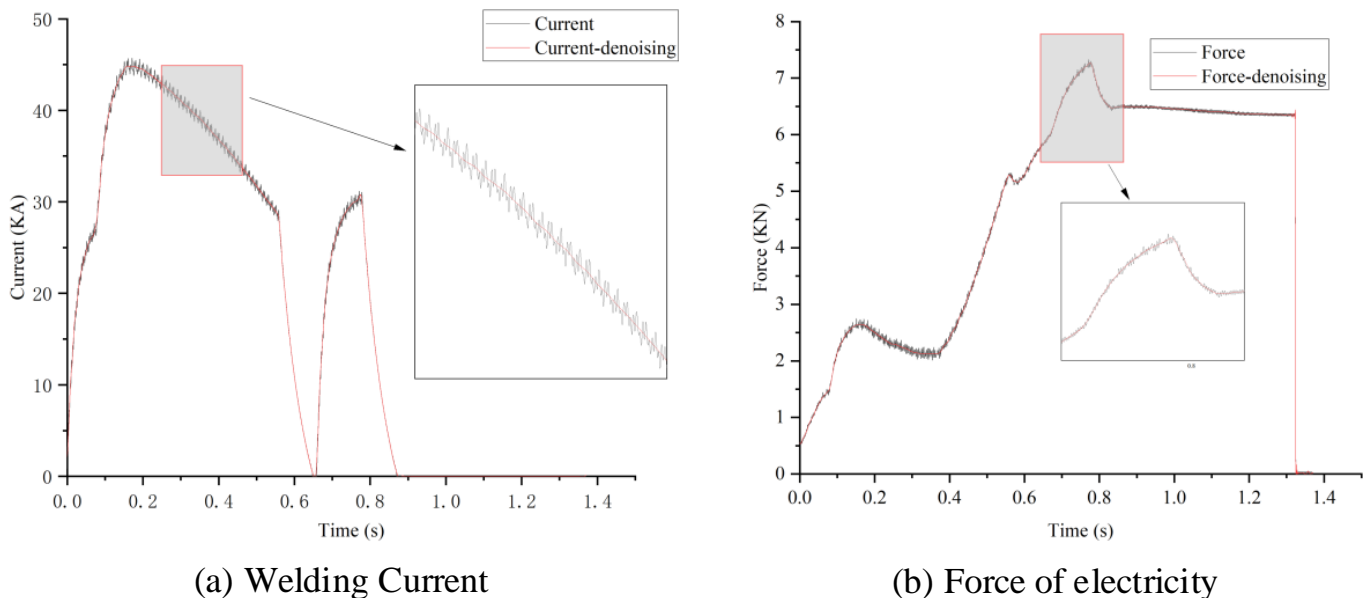 50
40
30
20
10
0
Current (KA)
Current
Current-denoising
0.0 0.2 0.4 0.6 0.8 1.0 1.2 1.4
Time (s)
(a) Welding Current
8
7
6
5
4
3
2
1
0
Force (KN)
Force
Force-denoising
0.8
0.0 0.2 0.4 0.6 0.8 1.0 1.2 1.4
Time (s)
(b) Force of electricity